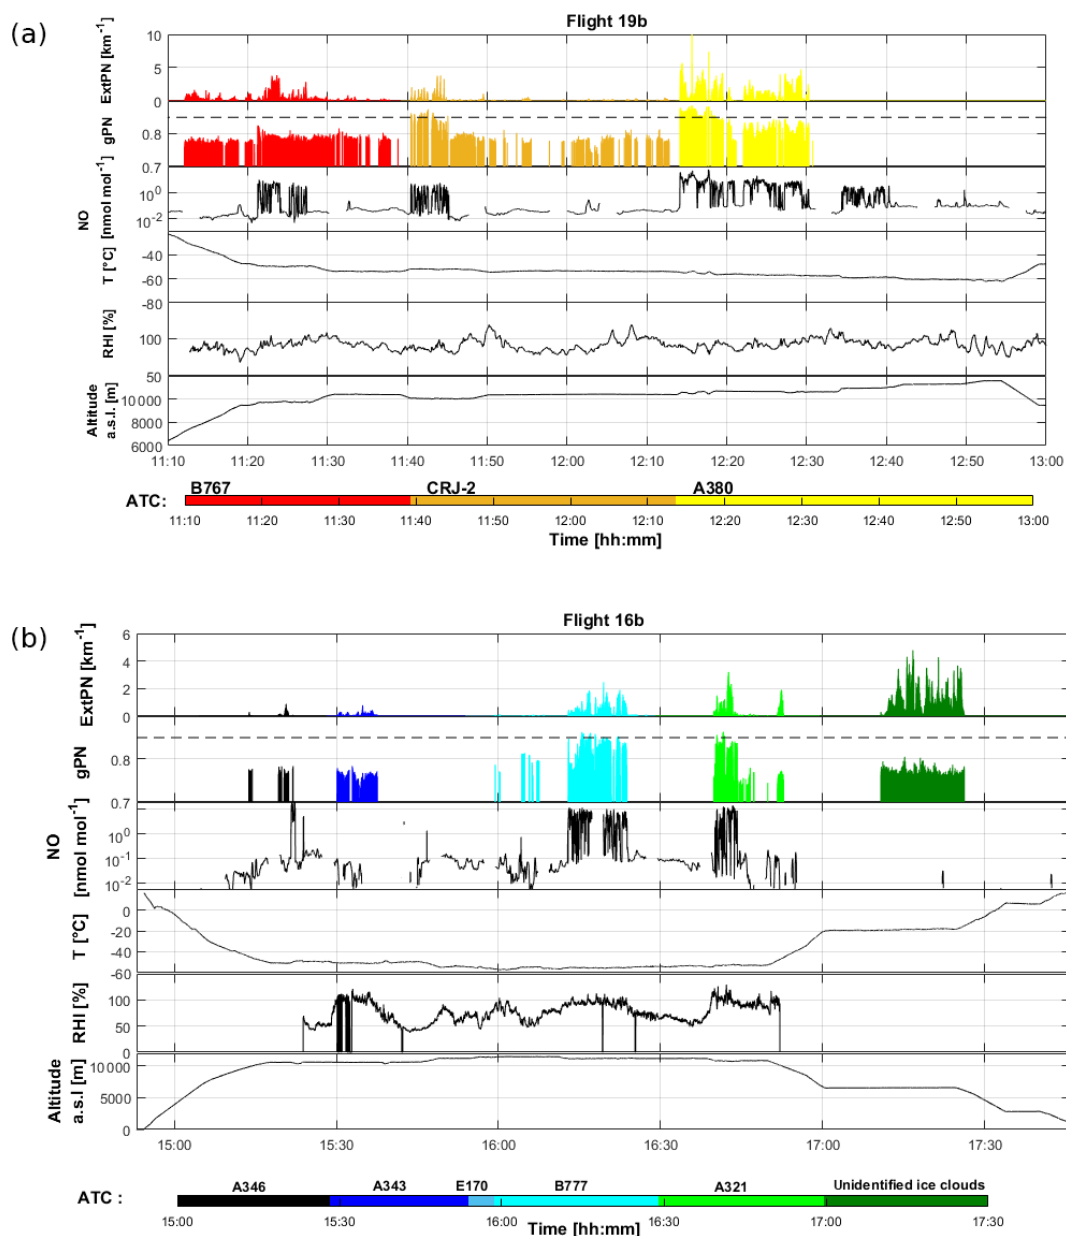 (a)
Flight 19b
ExtPN [km⁻¹]
10
5
0
gPN
0.8
0.7
NO
[nmol mol⁻¹]
10⁰
10⁻²
T [°C]
-40
-60
-80
RHI [%]
100
50
Altitude
a.s.l. [m]
10000
8000
6000
11:10 11:20 11:30 11:40 11:50 12:00 12:10 12:20 12:30 12:40 12:50 13:00
B767 CRJ-2 A380
ATC:
11:10 11:20 11:30 11:40 11:50 12:00 12:10 12:20 12:30 12:40 12:50 13:00
Time [hh:mm]
(b)
Flight 16b
ExtPN [km⁻¹]
6
4
2
0
gPN
0.8
0.7
NO
[nmol mol⁻¹]
10⁰
10⁻¹
10⁻²
T [°C]
0
-20
-40
-60
RHI [%]
100
50
0
Altitude
a.s.l [m]
10000
5000
0
15:00 15:30 16:00 16:30 17:00 17:30
A346 A343 E170 B777 A321 Unidentified ice clouds
ATC :
15:00 15:30 16:00 16:30 17:00 17:30
Time [hh:mm]